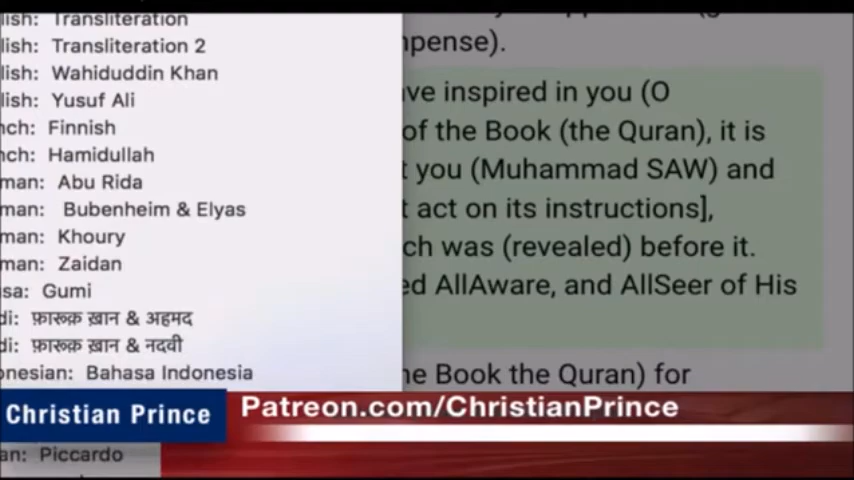 lish: Transliteration
lish: Transliteration 2
lish: Wahiduddin Khan
lish: Yusuf Ali
nch: Finnish
nch: Hamidullah
man: Abu Rida
man: Bubenheim & Elyas
man: Khoury
man: Zaidan
sa: Gumi
di: फ़ारूक़ ख़ान & अहमद
di: फ़ारूक़ ख़ान & नदवी
onesian: Bahasa Indonesia
an: Piccardo
npense).
ve inspired in you (O
of the Book (the Quran), it is
t you (Muhammad SAW) and
t act on its instructions],
ch was (revealed) before it.
ed AllAware, and AllSeer of His
he Book the Quran) for
Christian Prince
Patreon.com/ChristianPrince